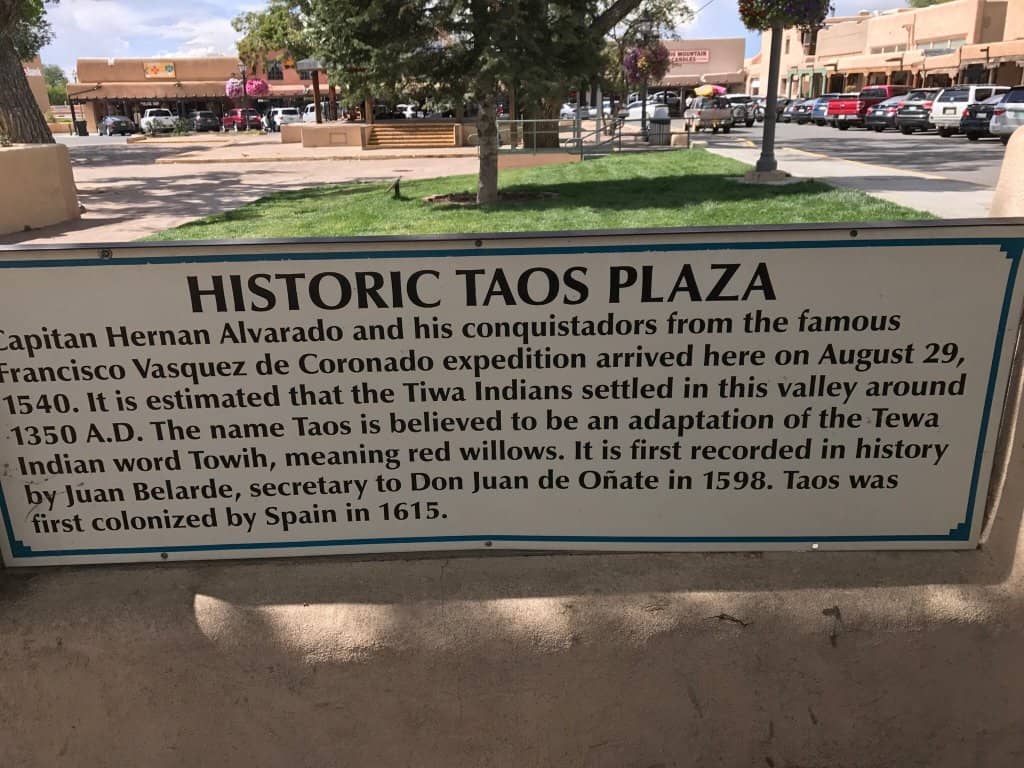 MOUNTAIN
CANDLES
HISTORIC TAOS PLAZA
Capitan Hernan Alvarado and his conquistadors from the famous
Francisco Vasquez de Coronado expedition arrived here on August 29,
1540. It is estimated that the Tiwa Indians settled in this valley around
1350 A.D. The name Taos is believed to be an adaptation of the Tewa
Indian word Towih, meaning red willows. It is first recorded in history
by Juan Belarde, secretary to Don Juan de Oñate in 1598. Taos was
first colonized by Spain in 1615.